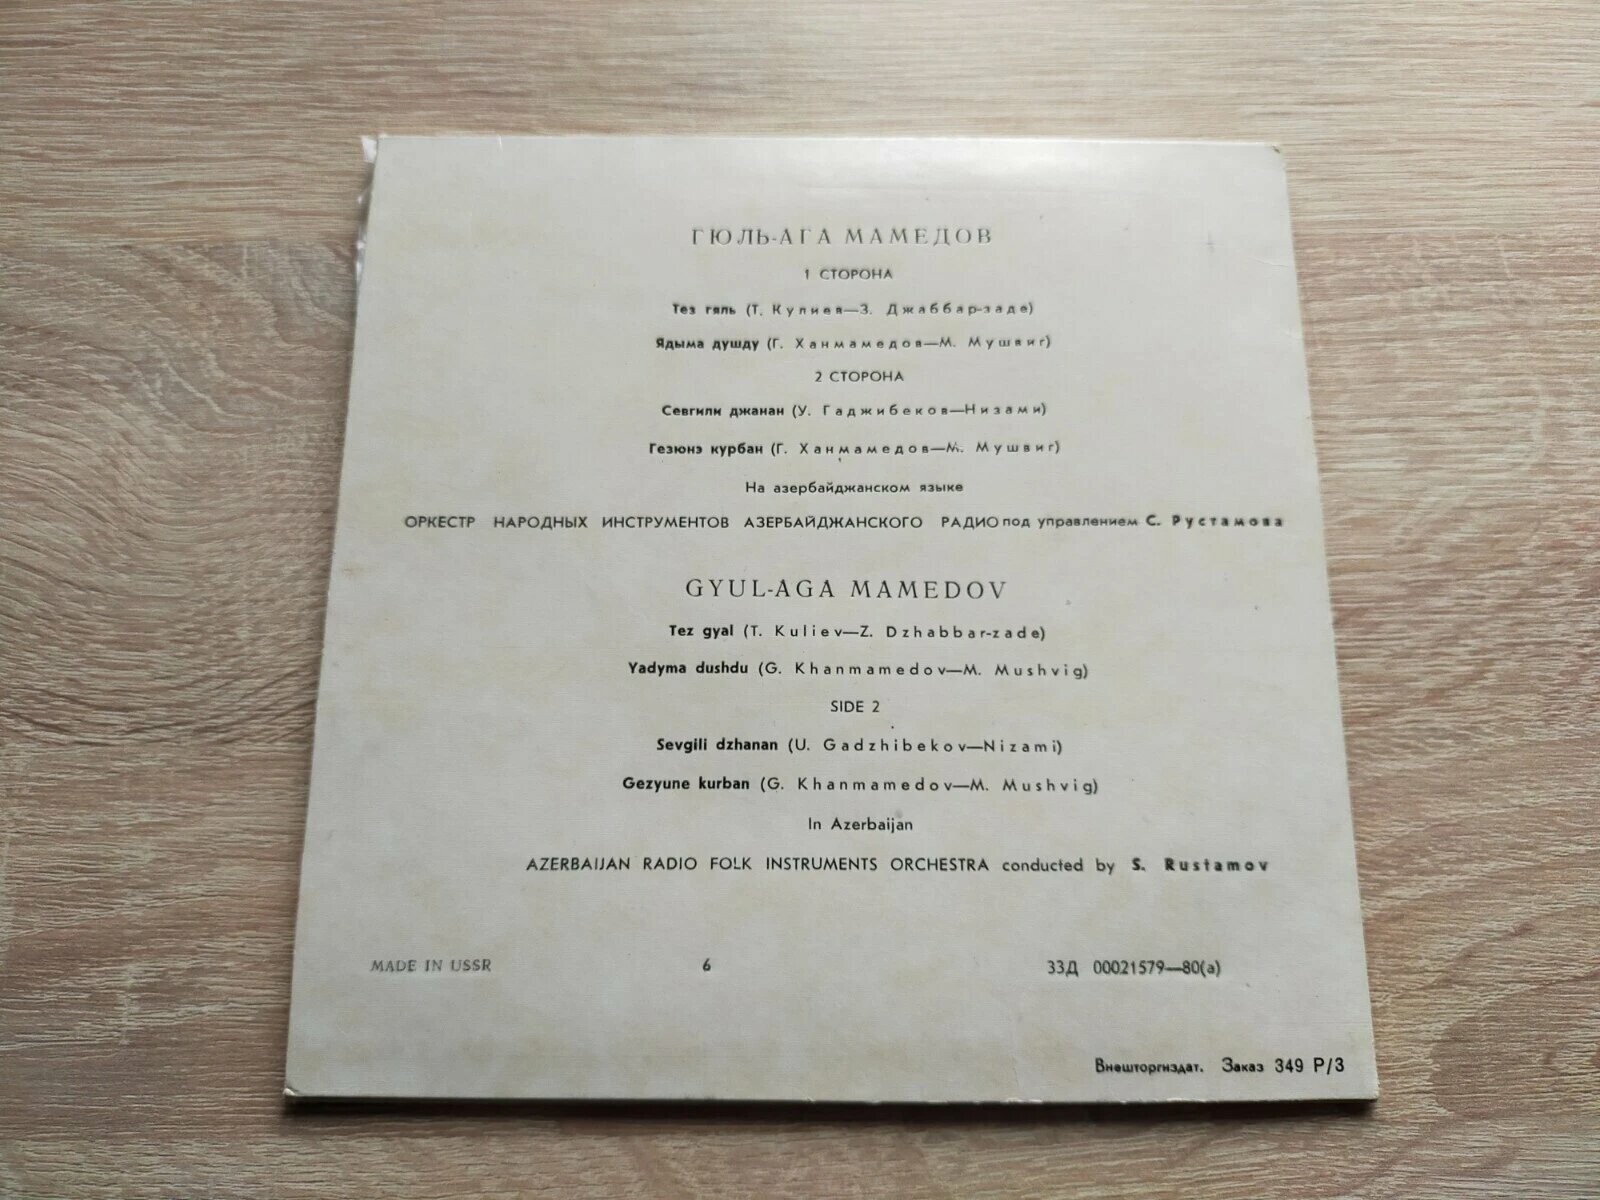 ГЮЛЬ-АГА МАМЕДОВ
1 СТОРОНА
Тез гяль (Т. Кулиев—З. Джаббар-заде)
Ядыма душду (Г. Ханмамедов—М. Мушвиг)
2 СТОРОНА
Севгили джанан (У. Гаджибеков—Низами)
Гезюнэ курбан (Г. Ханмамедов—М. Мушвиг)
На азербайджанском языке
ОРКЕСТР НАРОДНЫХ ИНСТРУМЕНТОВ АЗЕРБАЙДЖАНСКОГО РАДИО под управлением С. Рустамова
GYUL-AGA MAMEDOV
Tez gyal (T. Kuliev—Z. Dzhabbar-zade)
Yadyma dushdu (G. Khanmamedov—M. Mushvig)
SIDE 2
Sevgili dzhanan (U. Gadzhibekov—Nizami)
Gezyune kurban (G. Khanmamedov—M. Mushvig)
In Azerbaijan
AZERBAIJAN RADIO FOLK INSTRUMENTS ORCHESTRA conducted by S. Rustamov
MADE IN USSR 6 33Д 00021579—80(а)
Внешторгиздат. Заказ 349 Р/3